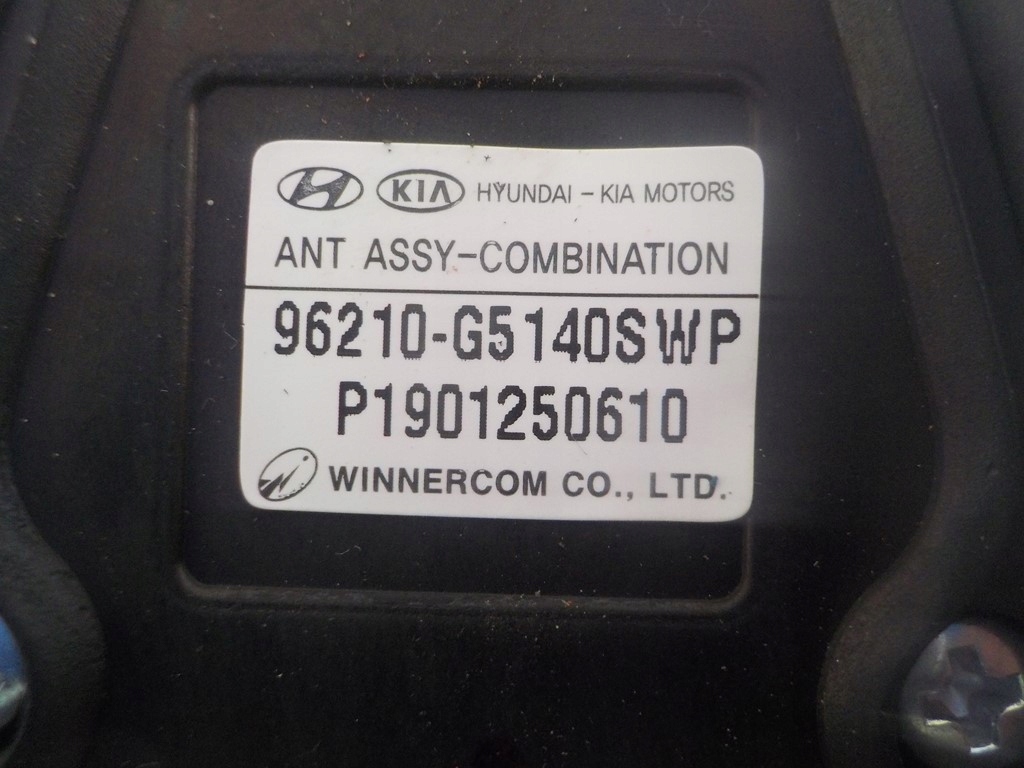 KIA HYUNDAI - KIA MOTORS
ANT ASSY-COMBINATION
96210-G5140SWP
P1901250610
WINNERCOM CO., LTD.